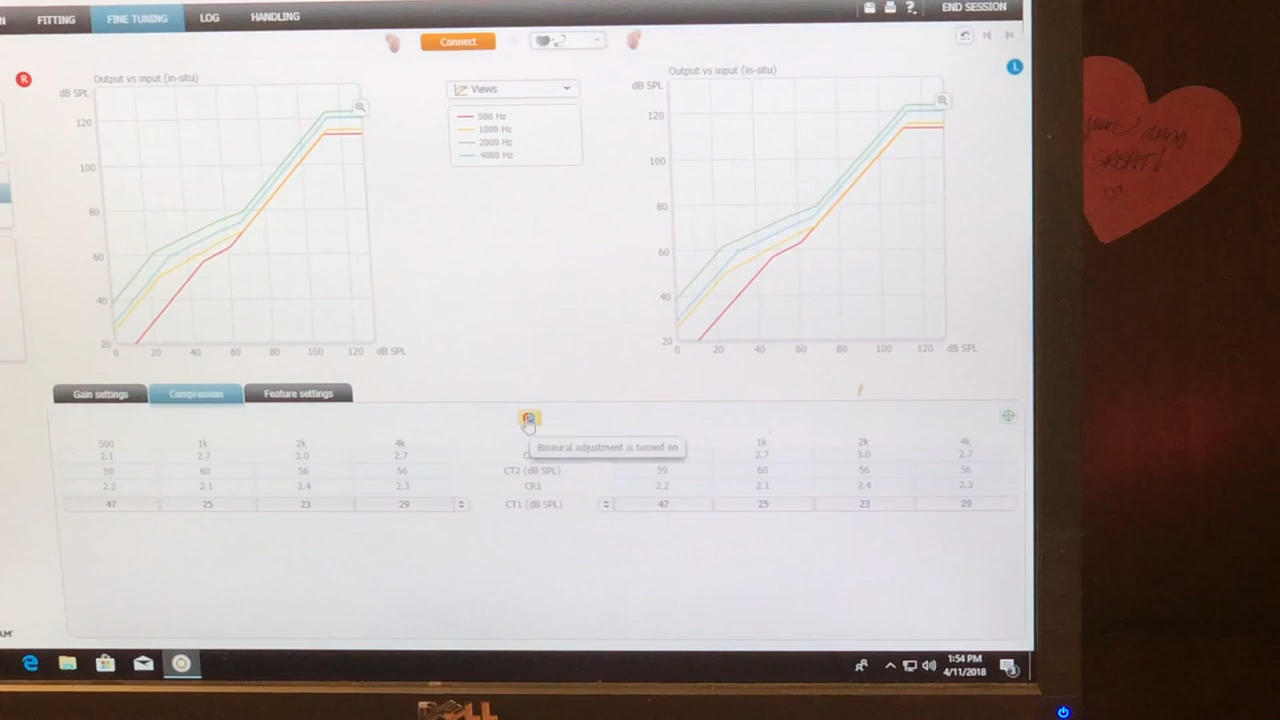 FITTING FINE TUNING LOG HANDLING END SESSION
Connect
R L
Output vs input (in-situ) Output vs input (in-situ)
dB SPL Views dB SPL
500 Hz
1000 Hz
2000 Hz
4000 Hz
120 120
100 100
80 80
60 60
40 40
20 20
0 20 40 60 80 100 120 dB SPL 0 20 40 60 80 100 120 dB SPL
Gain settings Compression Feature settings
Binaural adjustment is turned on
500 1k 2k 4k 1k 2k 4k
2.1 2.7 3.0 2.7 2.7 3.0 2.7
59 60 56 56 CT2 (dB SPL) 59 60 56 56
2.2 2.1 2.4 2.3 CR1 2.2 2.1 2.4 2.3
47 25 23 29 CT1 (dB SPL) 47 25 23 29
1:54 PM
4/11/2018
3
DELL